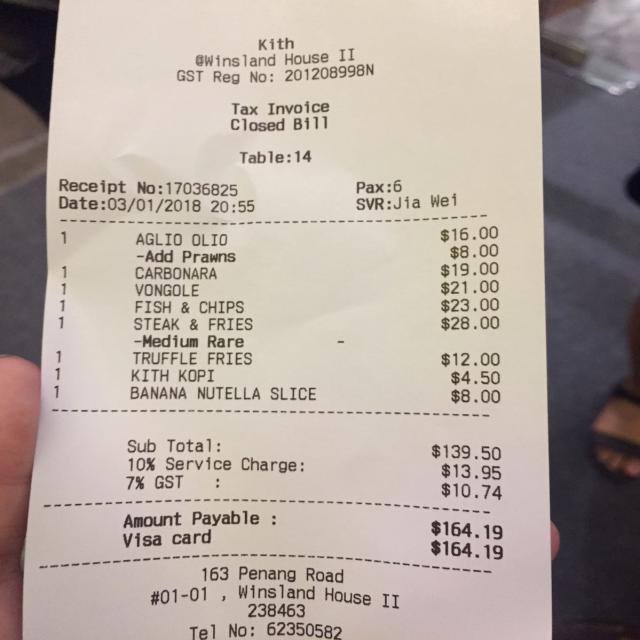 Kith
@Winsland House II
GST Reg No: 201208998N
Tax Invoice
Closed Bill
Table:14
Receipt No:17036825 Pax:6
Date:03/01/2018 20:55 SVR:Jia Wei
1 AGLIO OLIO $16.00
-Add Prawns $8.00
1 CARBONARA $19.00
1 VONGOLE $21.00
1 FISH & CHIPS $23.00
1 STEAK & FRIES $28.00
-Medium Rare -
1 TRUFFLE FRIES $12.00
1 KITH KOPI $4.50
1 BANANA NUTELLA SLICE $8.00
Sub Total: $139.50
10% Service Charge: $13.95
7% GST : $10.74
Amount Payable : $164.19
Visa card $164.19
163 Penang Road
#01-01 , Winsland House II
238463
Tel No: 62350582